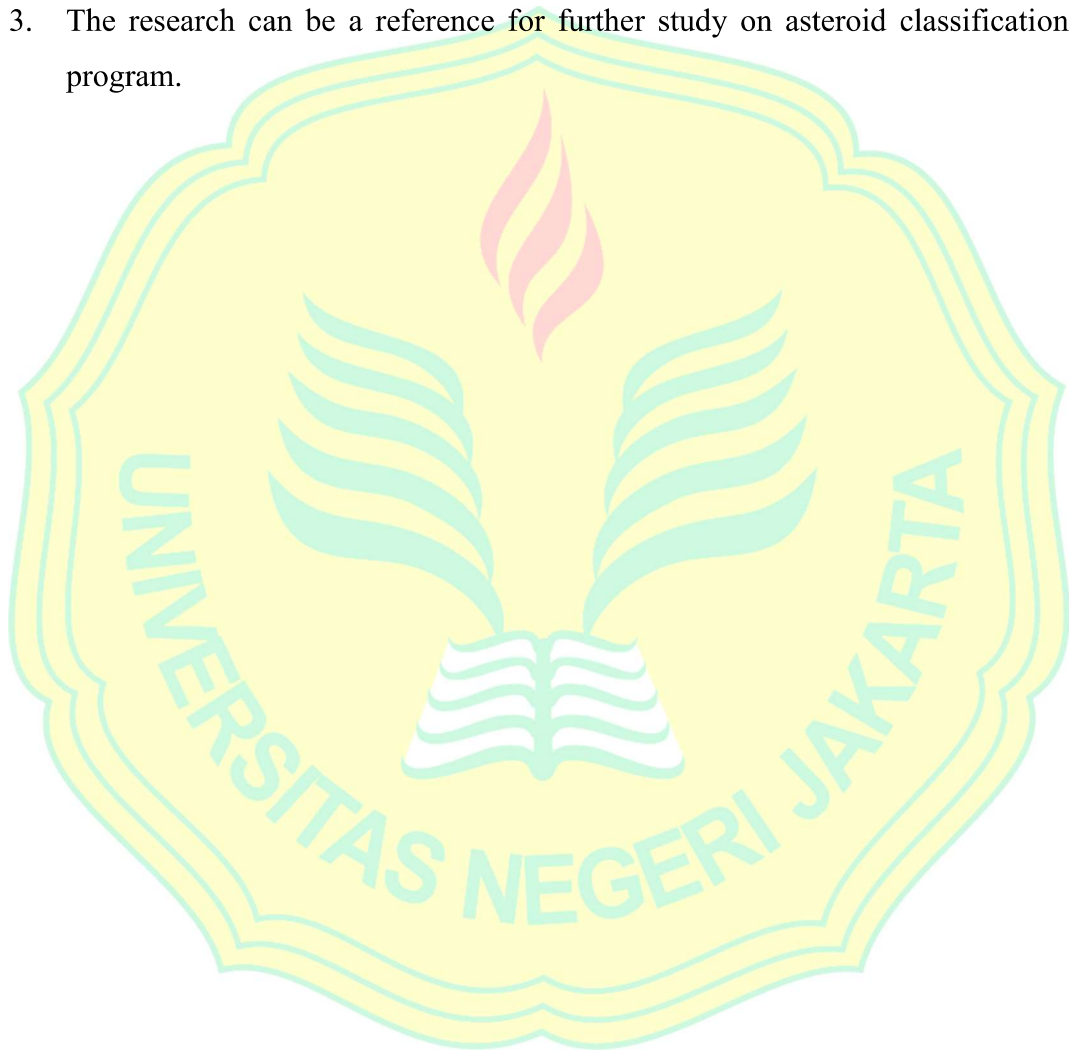 3. The research can be a reference for further study on asteroid classification
program.
UNIVERSITAS NEGERI JAKARTA